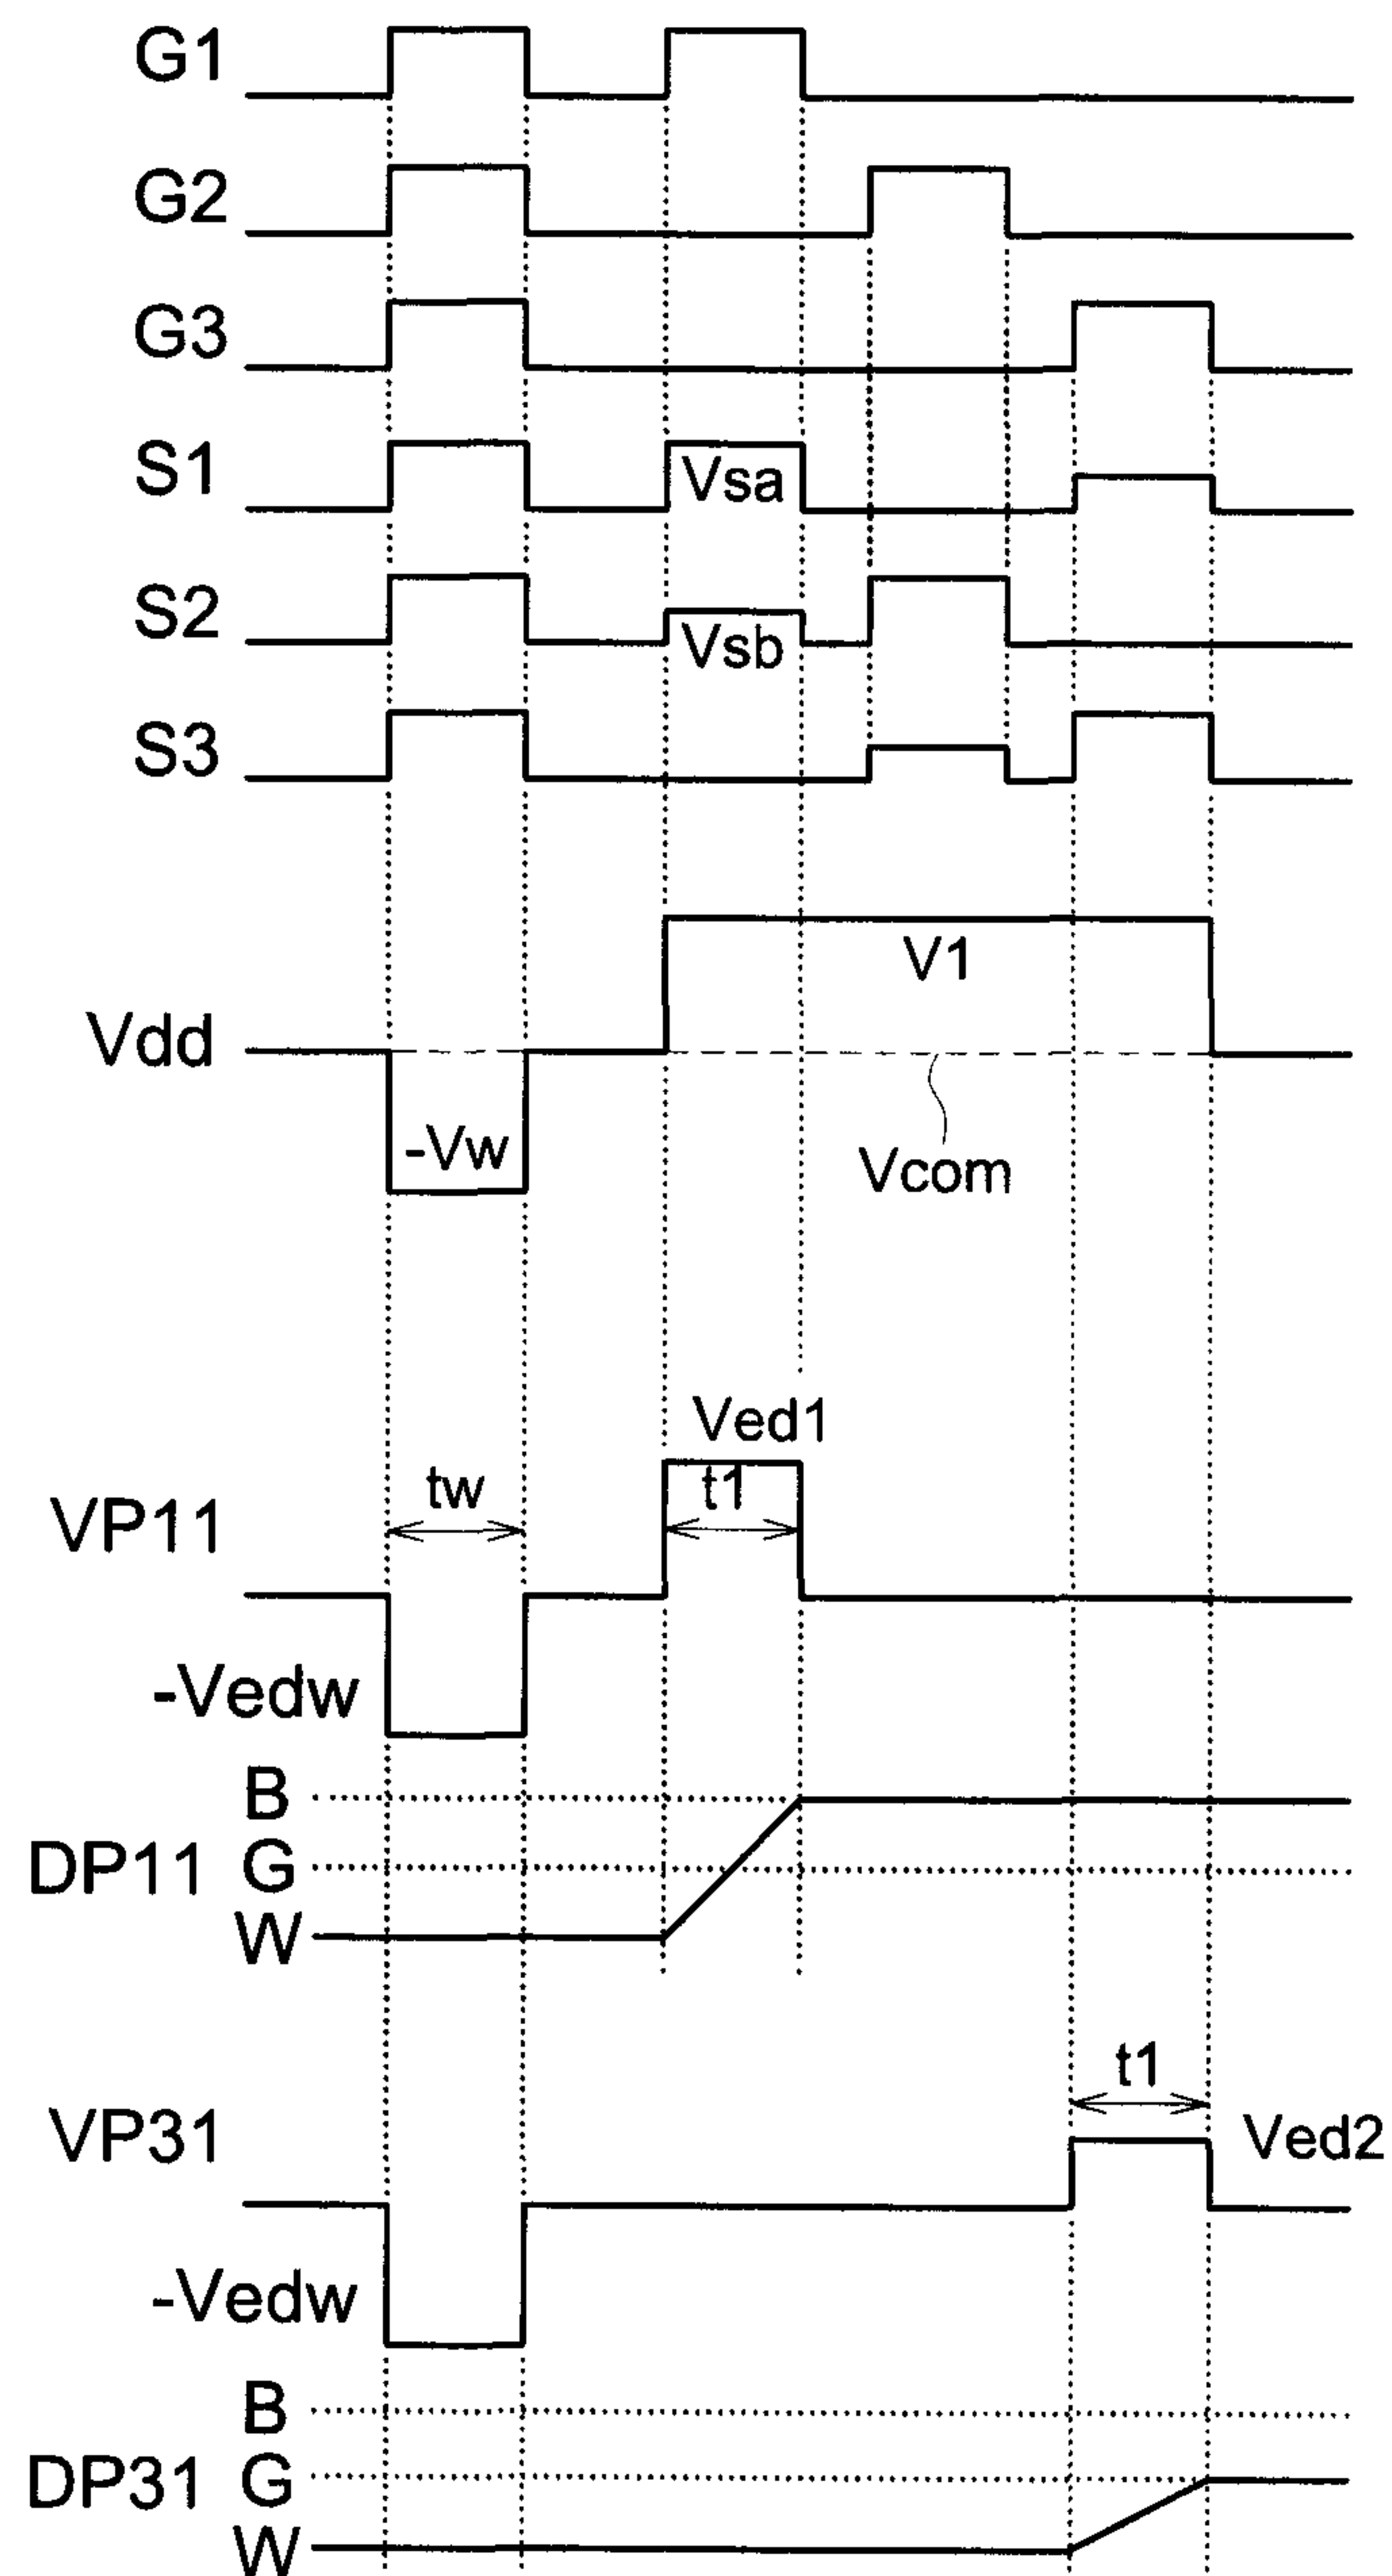 G1
G2
G3
S1
Vsa
S2
Vsb
S3
V1
Vdd
-Vw
Vcom
Ved1
tw
t1
VP11
-Vedw
B
DP11 G
W
t1
VP31
Ved2
-Vedw
B
DP31 G
W